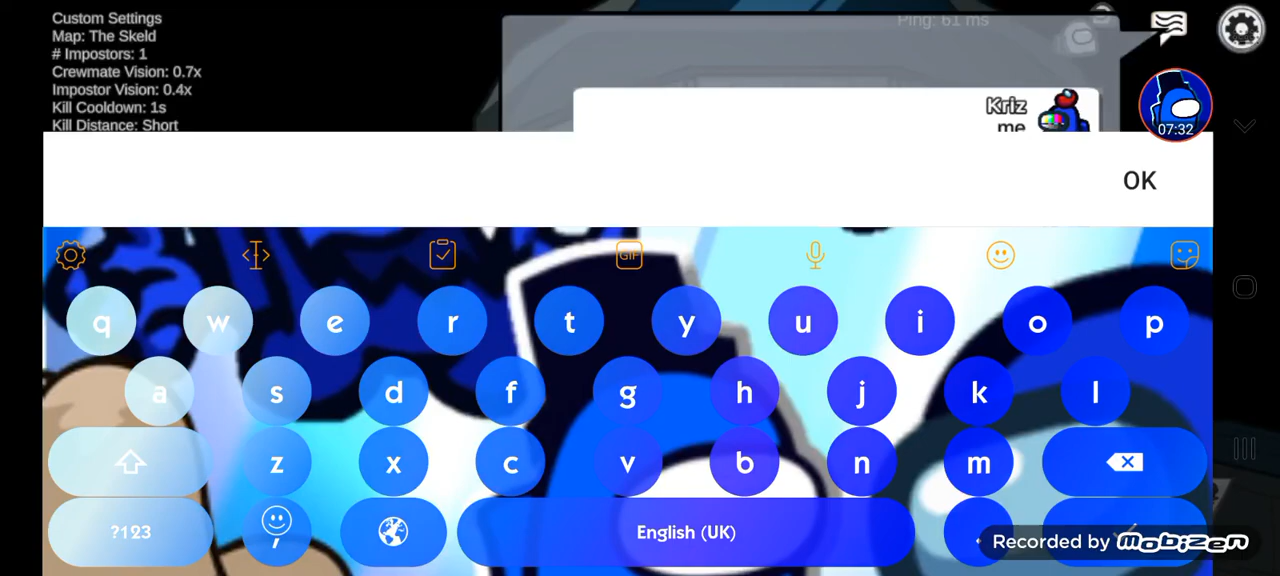 Custom Settings
Map: The Skeld
# Impostors: 1
Crewmate Vision: 0.7x
Impostor Vision: 0.4x
Kill Cooldown: 1s
Kill Distance: Short
Ping: 61 ms
Kriz
me
07:32
OK
GIF
q w e r t y u i o p
a s d f g h j k l
z x c v b n m
?123 , English (UK) .
Recorded by mobizen